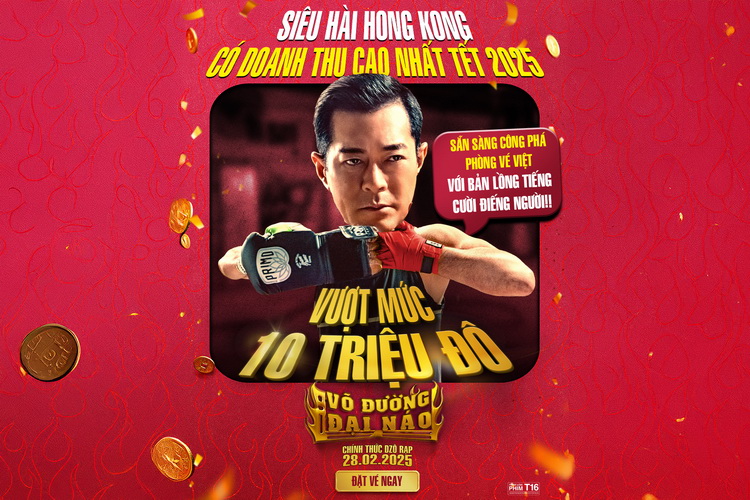 SIÊU HÀI HONG KONG
CÓ DOANH THU CAO NHẤT TẾT 2025
SẴN SÀNG CÔNG PHÁ
PHÒNG VÉ VIỆT
VỚI BẢN LỒNG TIẾNG
CƯỜI ĐIẾNG NGƯỜI!!!
PRIMO
VƯỢT MỨC
10 TRIỆU ĐÔ
VÕ ĐƯỜNG
ĐẠI NÁO
CHÍNH THỨC DZÔ RẠP
28.02.2025
ĐẶT VÉ NGAY
PHIM T16